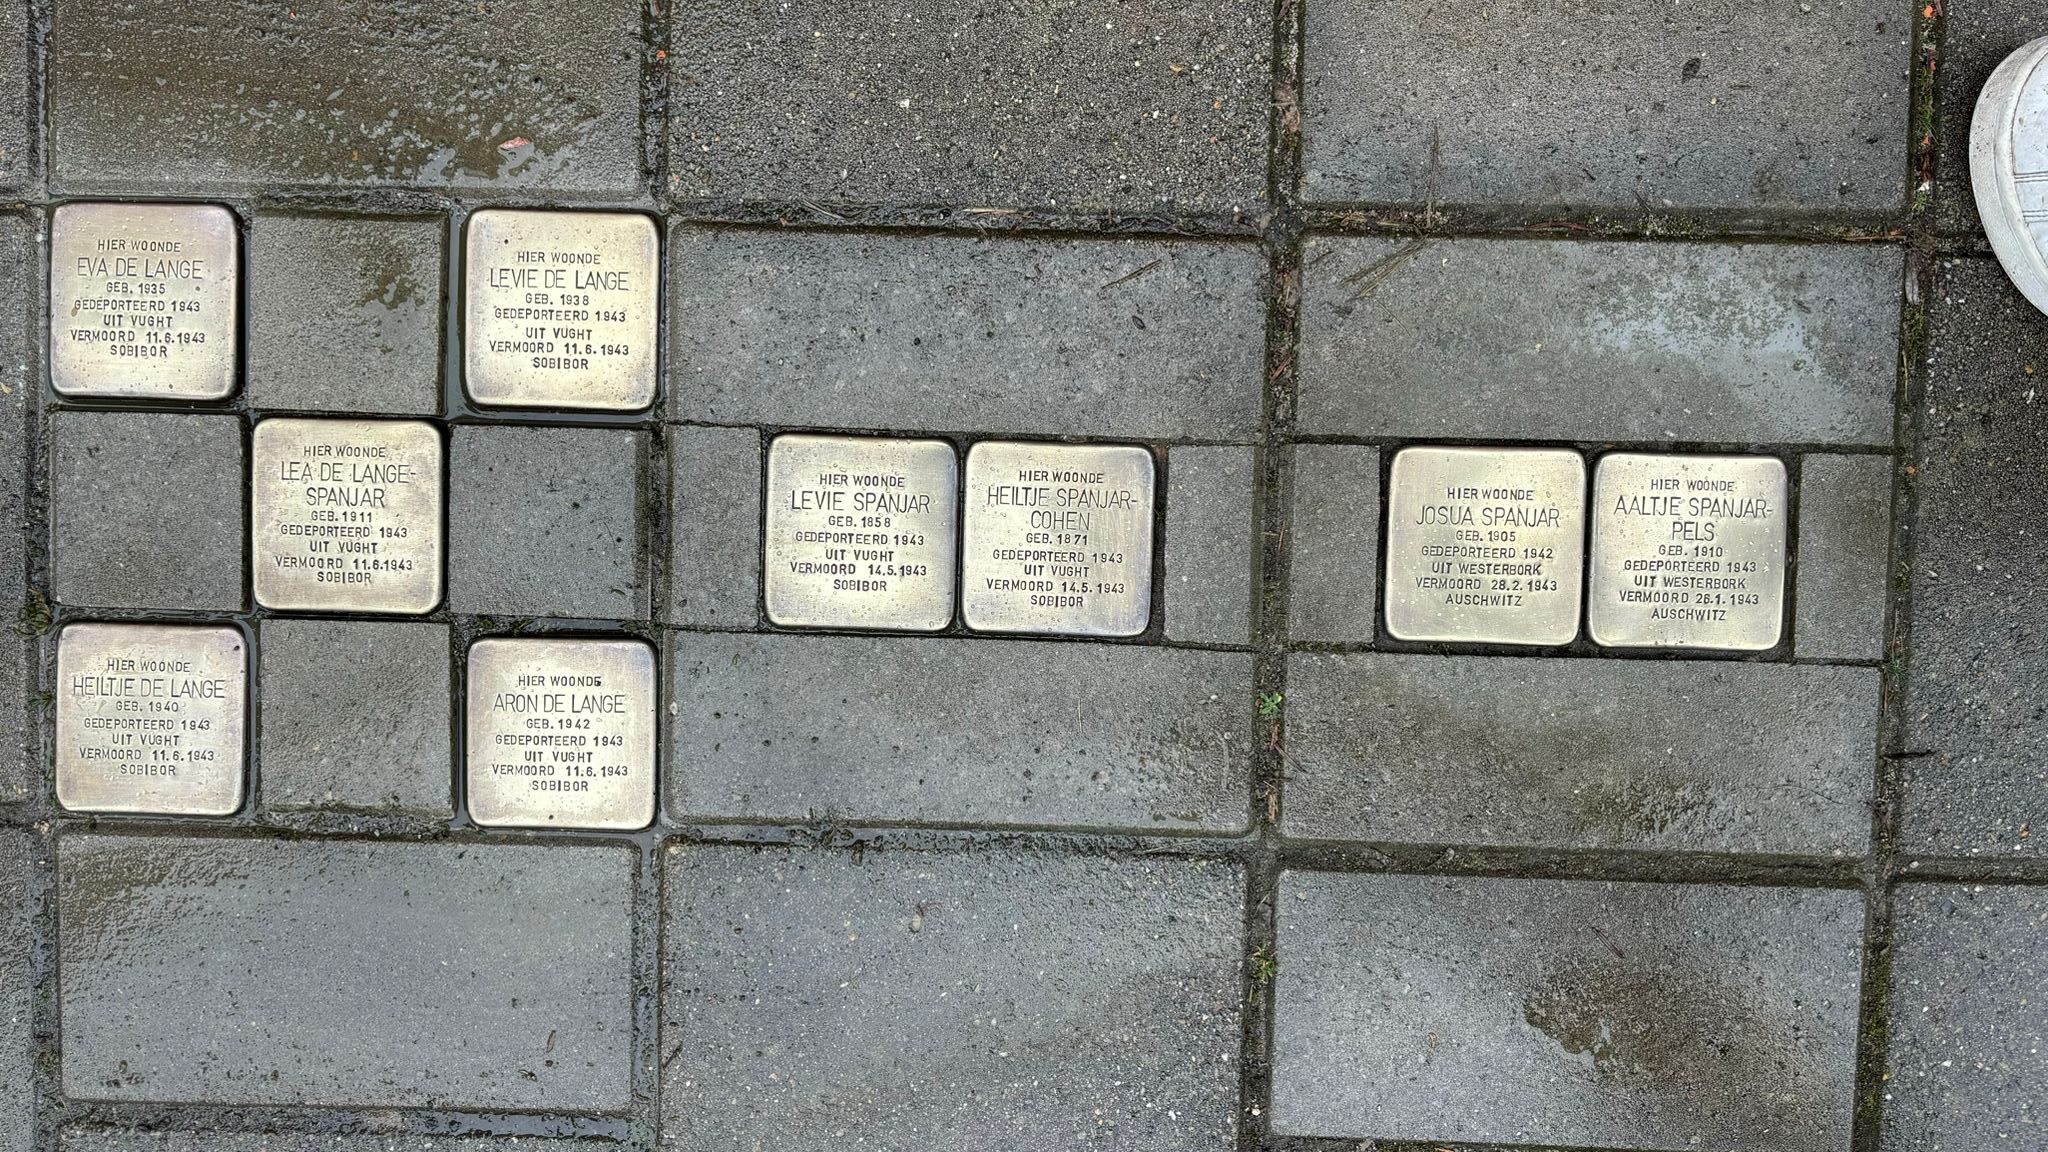 HIER WOONDE
EVA DE LANGE
GEB. 1935
GEDEPORTEERD 1943
UIT VUGHT
VERMOORD 11.6.1943
SOBIBOR
HIER WOONDE
LEVIE DE LANGE
GEB. 1938
GEDEPORTEERD 1943
UIT VUGHT
VERMOORD 11.6.1943
SOBIBOR
HIER WOONDE
LEA DE LANGE-
SPANJAR
GEB. 1911
GEDEPORTEERD 1943
UIT VUGHT
VERMOORD 11.6.1943
SOBIBOR
HIER WOONDE
HEILTJE DE LANGE
GEB. 1940
GEDEPORTEERD 1943
UIT VUGHT
VERMOORD 11.6.1943
SOBIBOR
HIER WOONDE
ARON DE LANGE
GEB. 1942
GEDEPORTEERD 1943
UIT VUGHT
VERMOORD 11.6.1943
SOBIBOR
HIER WOONDE
LEVIE SPANJAR
GEB. 1858
GEDEPORTEERD 1943
UIT VUGHT
VERMOORD 14.5.1943
SOBIBOR
HIER WOONDE
HEILTJE SPANJAR-
COHEN
GEB. 1871
GEDEPORTEERD 1943
UIT VUGHT
VERMOORD 14.5.1943
SOBIBOR
HIER WOONDE
JOSUA SPANJAR
GEB. 1905
GEDEPORTEERD 1942
UIT WESTERBORK
VERMOORD 28.2.1943
AUSCHWITZ
HIER WOONDE
AALTJE SPANJAR-
PELS
GEB. 1910
GEDEPORTEERD 1943
UIT WESTERBORK
VERMOORD 26.1.1943
AUSCHWITZ